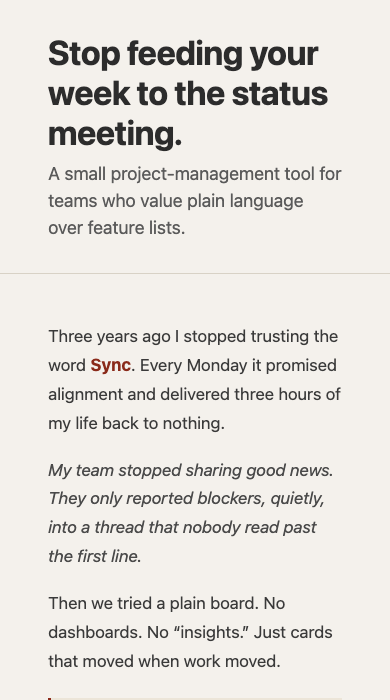 Stop feeding your
week to the status
meeting.
A small project-management tool for
teams who value plain language
over feature lists.
Three years ago I stopped trusting the
word Sync. Every Monday it promised
alignment and delivered three hours of
my life back to nothing.
My team stopped sharing good news.
They only reported blockers, quietly,
into a thread that nobody read past
the first line.
Then we tried a plain board. No
dashboards. No “insights.” Just cards
that moved when work moved.